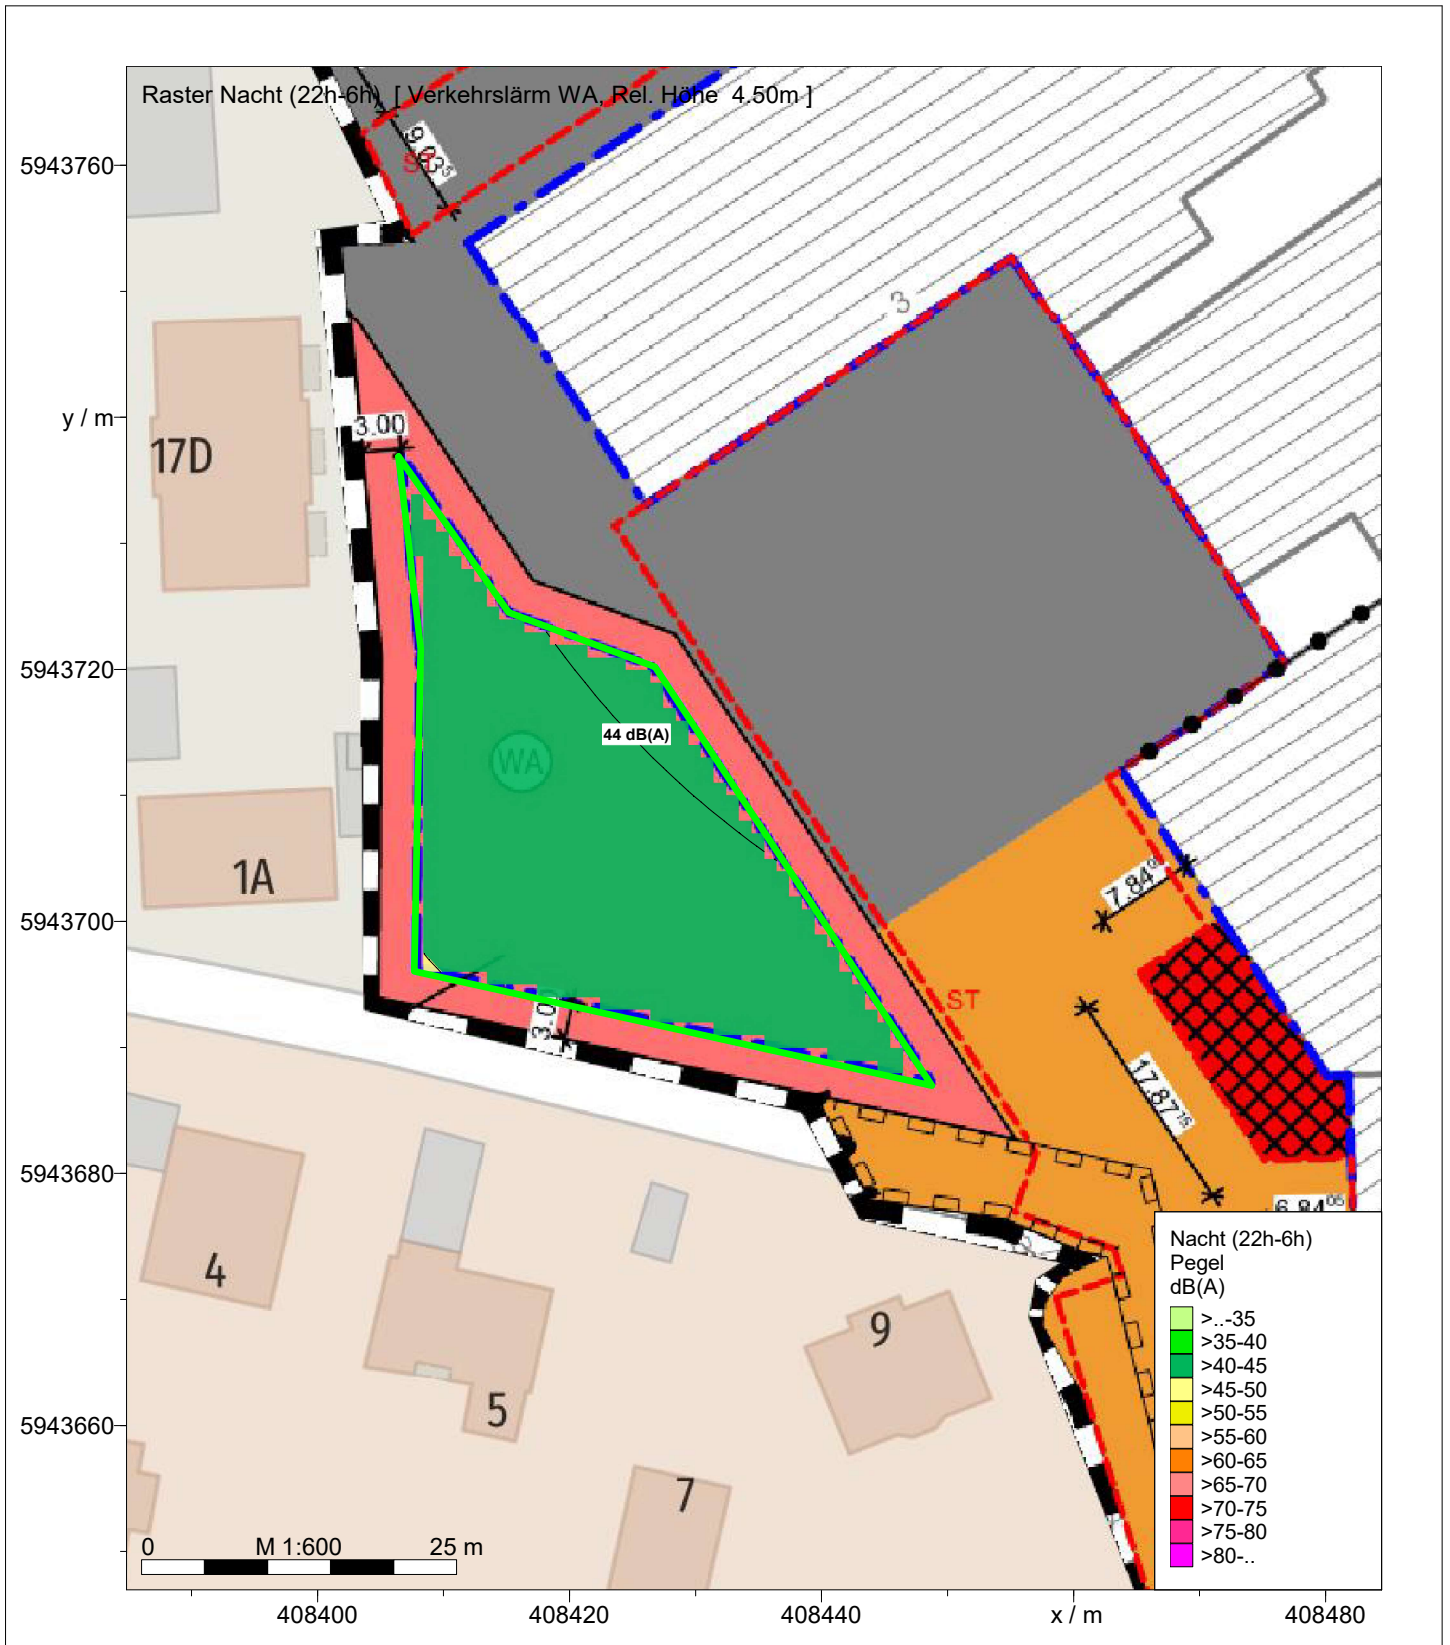 Raster Nacht (22h-6h) [ Verkehrslärm WA, Rel. Höhe 4.50m ]
5943760
ST
3
y / m
3.00
17D
5943720
44 dB(A)
WA
1A
7.84
5943700
ST
17.87
5943680
6.84
4
9
5
5943660
7
Nacht (22h-6h)
Pegel
dB(A)
>..-35
>35-40
>40-45
>45-50
>50-55
>55-60
>60-65
>65-70
>70-75
>75-80
>80-..
0 M 1:600 25 m
408400 408420 408440 x / m 408480